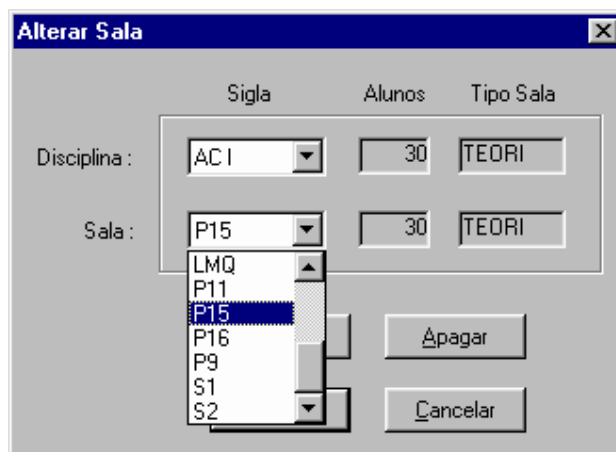 Alterar Sala
Sigla Alunos Tipo Sala
Disciplina : AC I 30 TEORI
Sala : P15 30 TEORI
LMQ
P11
P15
P16
P9
S1
S2
Apagar
Cancelar